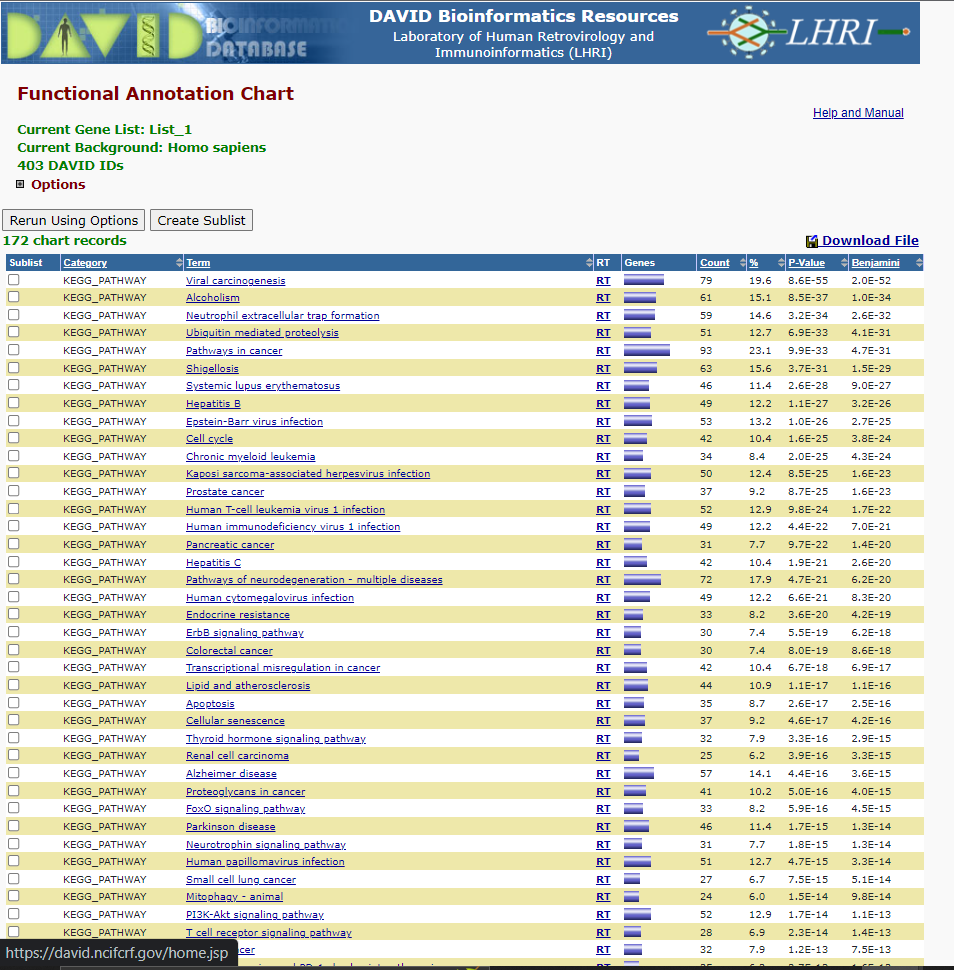 DAVID BIOINFORMATICS DATABASE
DAVID Bioinformatics Resources
Laboratory of Human Retrovirology and
Immunoinformatics (LHRI)
LHRI
Functional Annotation Chart
Help and Manual
Current Gene List: List_1
Current Background: Homo sapiens
403 DAVID IDs
Options
Rerun Using Options Create Sublist
172 chart records Download File
Sublist Category Term RT Genes Count % P-Value Benjamini
KEGG_PATHWAY Viral carcinogenesis RT 79 19.6 8.6E-55 2.0E-52
KEGG_PATHWAY Alcoholism RT 61 15.1 8.5E-37 1.0E-34
KEGG_PATHWAY Neutrophil extracellular trap formation RT 59 14.6 3.2E-34 2.6E-32
KEGG_PATHWAY Ubiquitin mediated proteolysis RT 51 12.7 6.9E-33 4.1E-31
KEGG_PATHWAY Pathways in cancer RT 93 23.1 9.9E-33 4.7E-31
KEGG_PATHWAY Shigellosis RT 63 15.6 3.7E-31 1.5E-29
KEGG_PATHWAY Systemic lupus erythematosus RT 46 11.4 2.6E-28 9.0E-27
KEGG_PATHWAY Hepatitis B RT 49 12.2 1.1E-27 3.2E-26
KEGG_PATHWAY Epstein-Barr virus infection RT 53 13.2 1.0E-26 2.7E-25
KEGG_PATHWAY Cell cycle RT 42 10.4 1.6E-25 3.8E-24
KEGG_PATHWAY Chronic myeloid leukemia RT 34 8.4 2.0E-25 4.3E-24
KEGG_PATHWAY Kaposi sarcoma-associated herpesvirus infection RT 50 12.4 8.5E-25 1.6E-23
KEGG_PATHWAY Prostate cancer RT 37 9.2 8.7E-25 1.6E-23
KEGG_PATHWAY Human T-cell leukemia virus 1 infection RT 52 12.9 9.8E-24 1.7E-22
KEGG_PATHWAY Human immunodeficiency virus 1 infection RT 49 12.2 4.4E-22 7.0E-21
KEGG_PATHWAY Pancreatic cancer RT 31 7.7 9.7E-22 1.4E-20
KEGG_PATHWAY Hepatitis C RT 42 10.4 1.9E-21 2.6E-20
KEGG_PATHWAY Pathways of neurodegeneration - multiple diseases RT 72 17.9 4.7E-21 6.2E-20
KEGG_PATHWAY Human cytomegalovirus infection RT 49 12.2 6.6E-21 8.3E-20
KEGG_PATHWAY Endocrine resistance RT 33 8.2 3.6E-20 4.2E-19
KEGG_PATHWAY ErbB signaling pathway RT 30 7.4 5.5E-19 6.2E-18
KEGG_PATHWAY Colorectal cancer RT 30 7.4 8.0E-19 8.6E-18
KEGG_PATHWAY Transcriptional misregulation in cancer RT 42 10.4 6.7E-18 6.9E-17
KEGG_PATHWAY Lipid and atherosclerosis RT 44 10.9 1.1E-17 1.1E-16
KEGG_PATHWAY Apoptosis RT 35 8.7 2.6E-17 2.5E-16
KEGG_PATHWAY Cellular senescence RT 37 9.2 4.6E-17 4.2E-16
KEGG_PATHWAY Thyroid hormone signaling pathway RT 32 7.9 3.3E-16 2.9E-15
KEGG_PATHWAY Renal cell carcinoma RT 25 6.2 3.9E-16 3.3E-15
KEGG_PATHWAY Alzheimer disease RT 57 14.1 4.4E-16 3.6E-15
KEGG_PATHWAY Proteoglycans in cancer RT 41 10.2 5.0E-16 4.0E-15
KEGG_PATHWAY FoxO signaling pathway RT 33 8.2 5.9E-16 4.5E-15
KEGG_PATHWAY Parkinson disease RT 46 11.4 1.7E-15 1.3E-14
KEGG_PATHWAY Neurotrophin signaling pathway RT 31 7.7 1.8E-15 1.3E-14
KEGG_PATHWAY Human papillomavirus infection RT 51 12.7 4.7E-15 3.3E-14
KEGG_PATHWAY Small cell lung cancer RT 27 6.7 7.5E-15 5.1E-14
KEGG_PATHWAY Mitophagy - animal RT 24 6.0 1.5E-14 9.8E-14
KEGG_PATHWAY PI3K-Akt signaling pathway RT 52 12.9 1.7E-14 1.1E-13
KEGG_PATHWAY T cell receptor signaling pathway RT 28 6.9 2.3E-14 1.4E-13
https://david.ncifcrf.gov/home.jsp cer RT 32 7.9 1.2E-13 7.5E-13